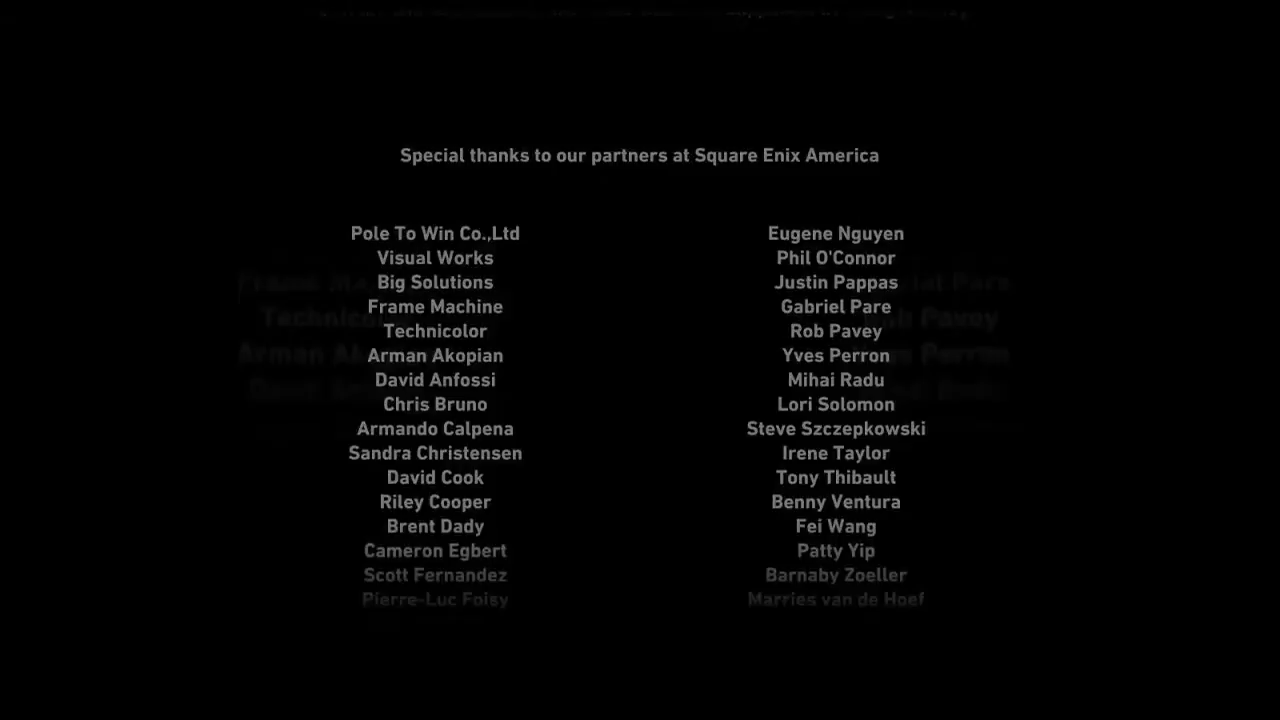 Special thanks to our partners at Square Enix America
Pole To Win Co.,Ltd
Visual Works
Big Solutions
Frame Machine
Technicolor
Arman Akopian
David Anfossi
Chris Bruno
Armando Calpena
Sandra Christensen
David Cook
Riley Cooper
Brent Dady
Cameron Egbert
Scott Fernandez
Pierre-Luc Foisy
Eugene Nguyen
Phil O'Connor
Justin Pappas
Gabriel Pare
Rob Pavey
Yves Perron
Mihai Radu
Lori Solomon
Steve Szczepkowski
Irene Taylor
Tony Thibault
Benny Ventura
Fei Wang
Patty Yip
Barnaby Zoeller
Marries van de Hoef